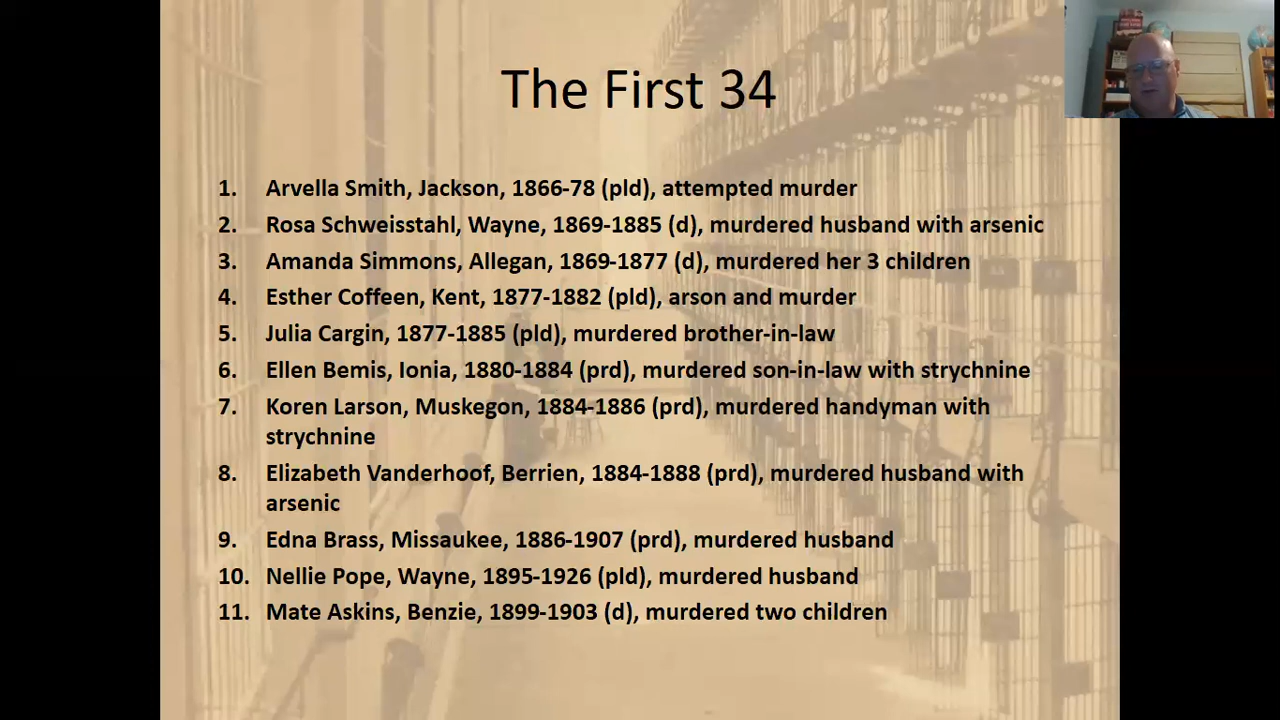 The First 34
1. Arvella Smith, Jackson, 1866-78 (pld), attempted murder
2. Rosa Schweisstahl, Wayne, 1869-1885 (d), murdered husband with arsenic
3. Amanda Simmons, Allegan, 1869-1877 (d), murdered her 3 children
4. Esther Coffeen, Kent, 1877-1882 (pld), arson and murder
5. Julia Cargin, 1877-1885 (pld), murdered brother-in-law
6. Ellen Bemis, Ionia, 1880-1884 (prd), murdered son-in-law with strychnine
7. Koren Larson, Muskegon, 1884-1886 (prd), murdered handyman with
strychnine
8. Elizabeth Vanderhoof, Berrien, 1884-1888 (prd), murdered husband with
arsenic
9. Edna Brass, Missaukee, 1886-1907 (prd), murdered husband
10. Nellie Pope, Wayne, 1895-1926 (pld), murdered husband
11. Mate Askins, Benzie, 1899-1903 (d), murdered two children